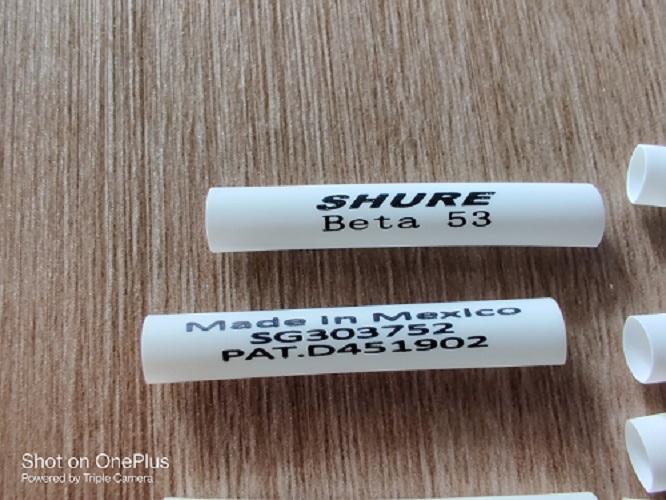 SHURE
Beta 53
Made in Mexico
SG303752
PAT.D451902
Shot on OnePlus
Powered by Triple Camera